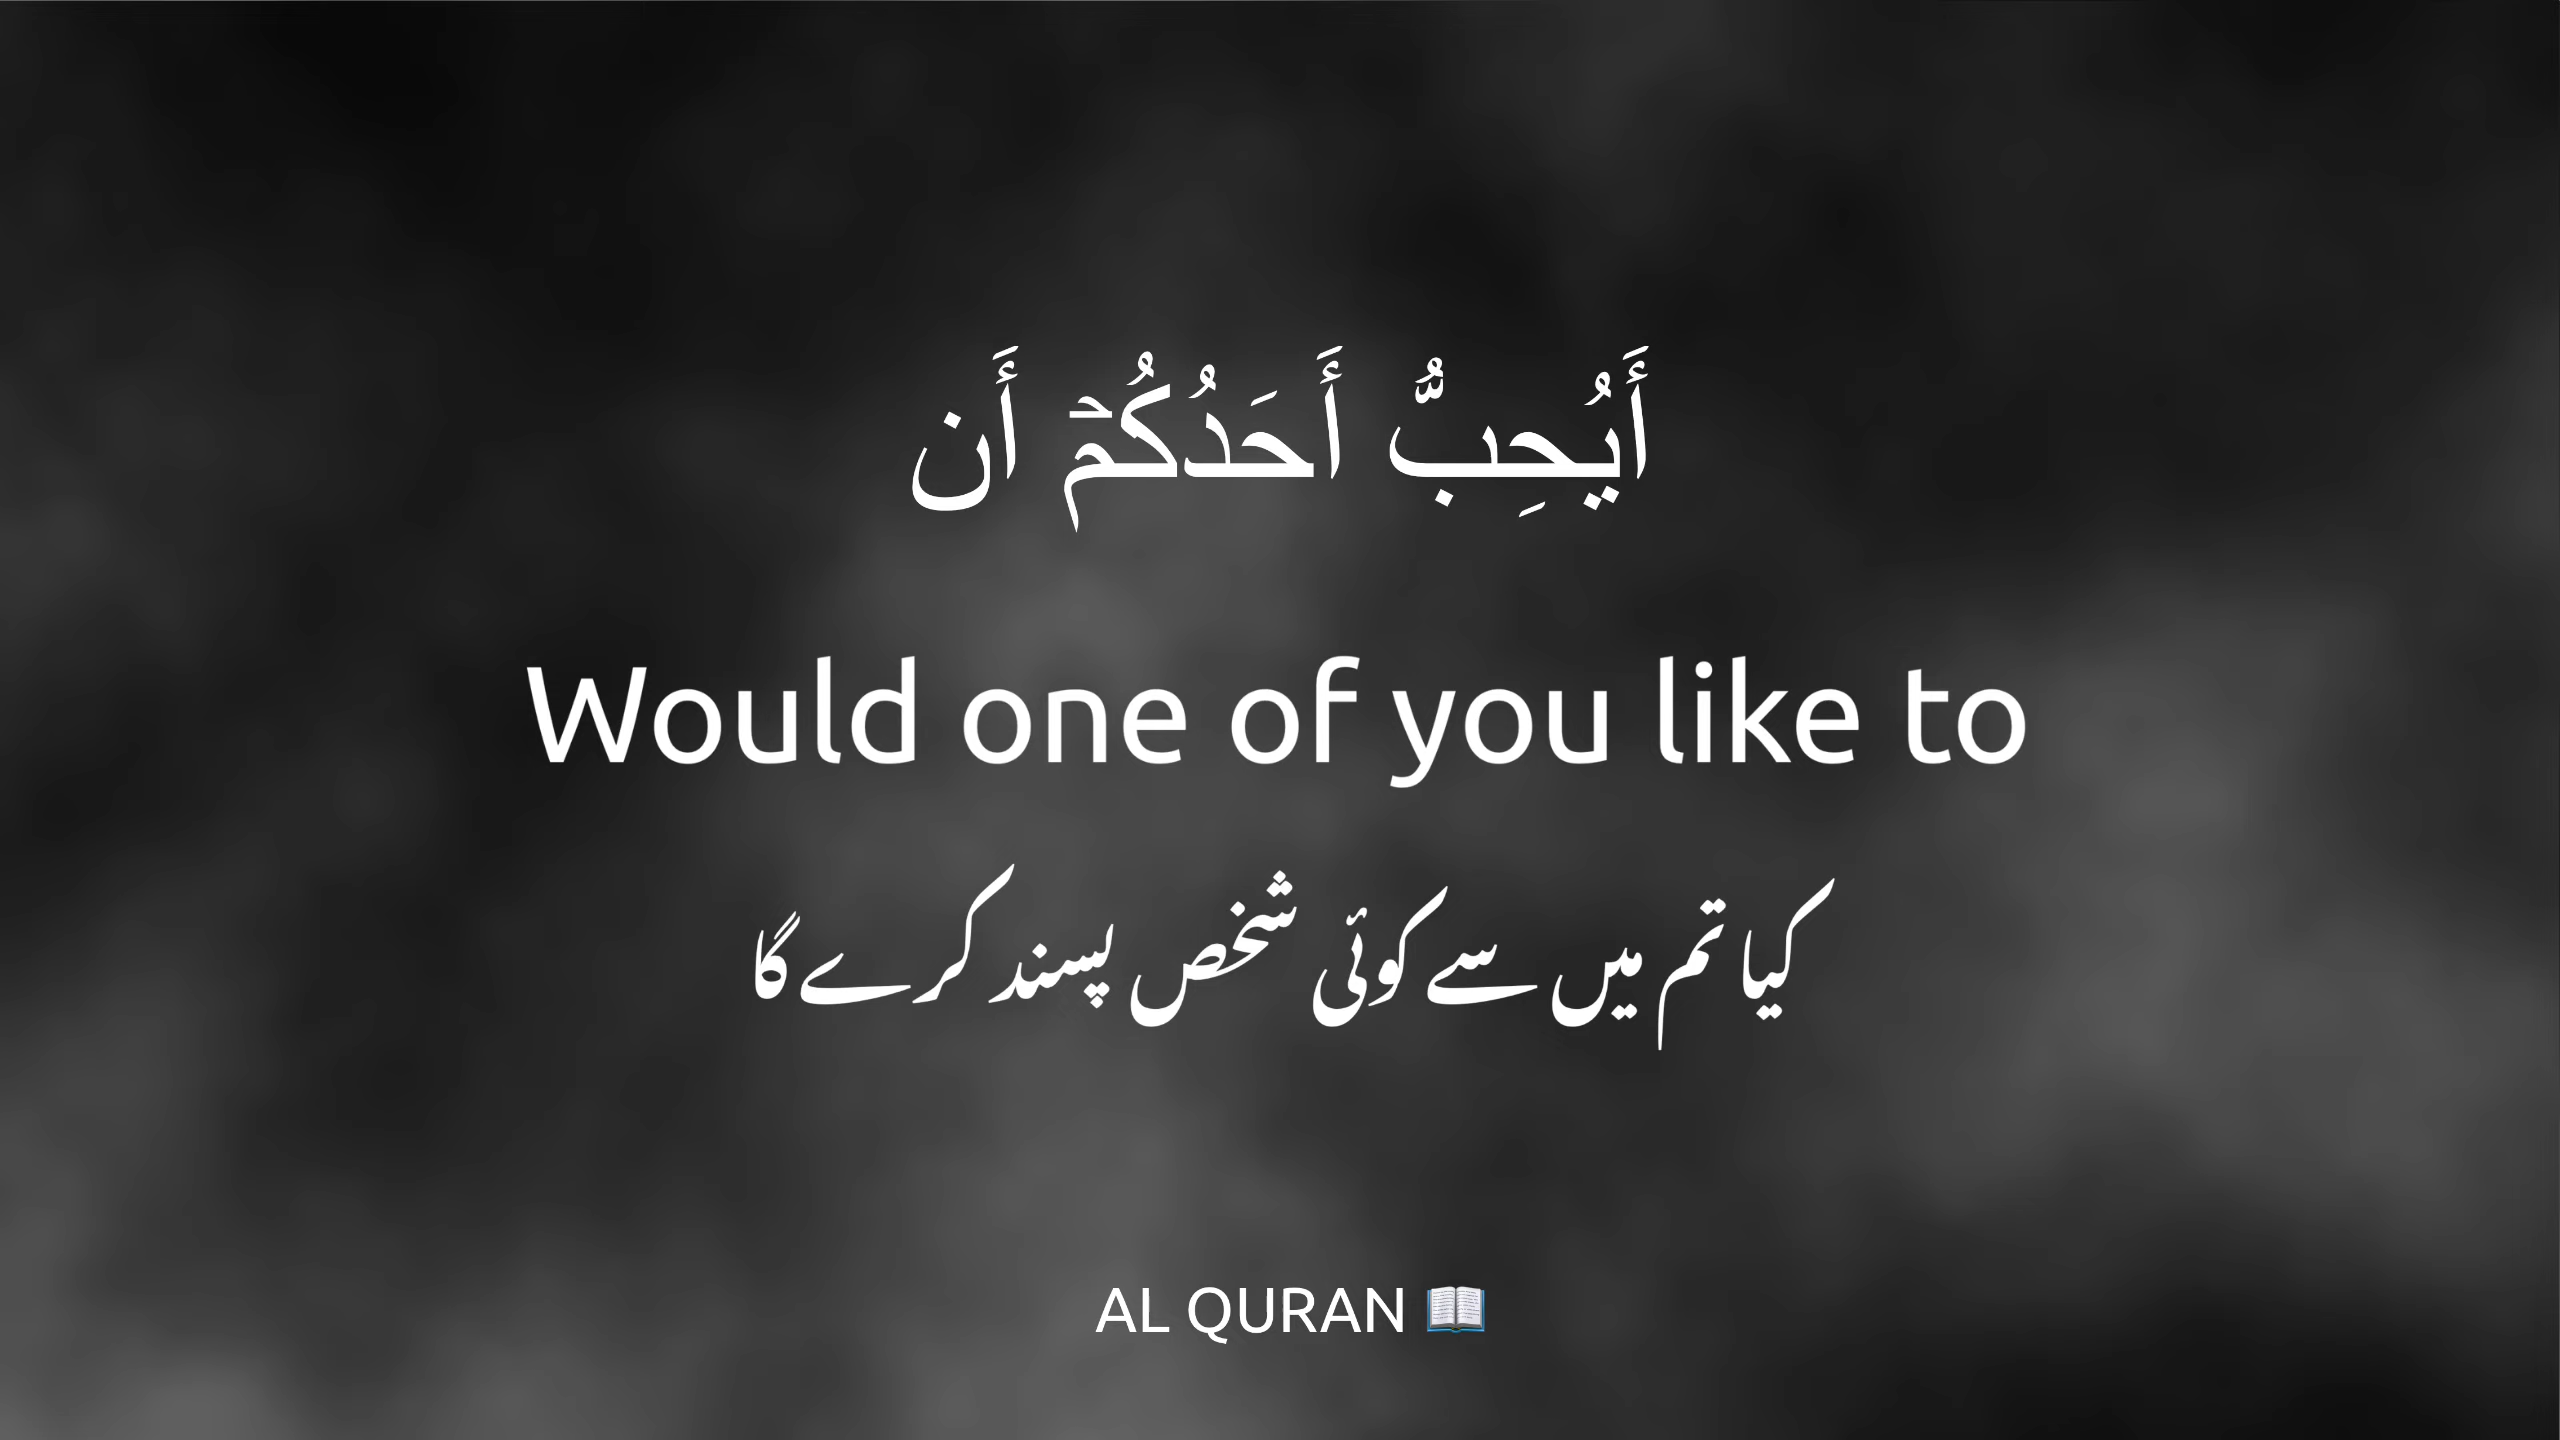 أَيُحِبُّ أَحَدُكُمۡ أَن
Would one of you like to
کیا تم میں سے کوئی شخص پسند کرے گا
AL QURAN 📖